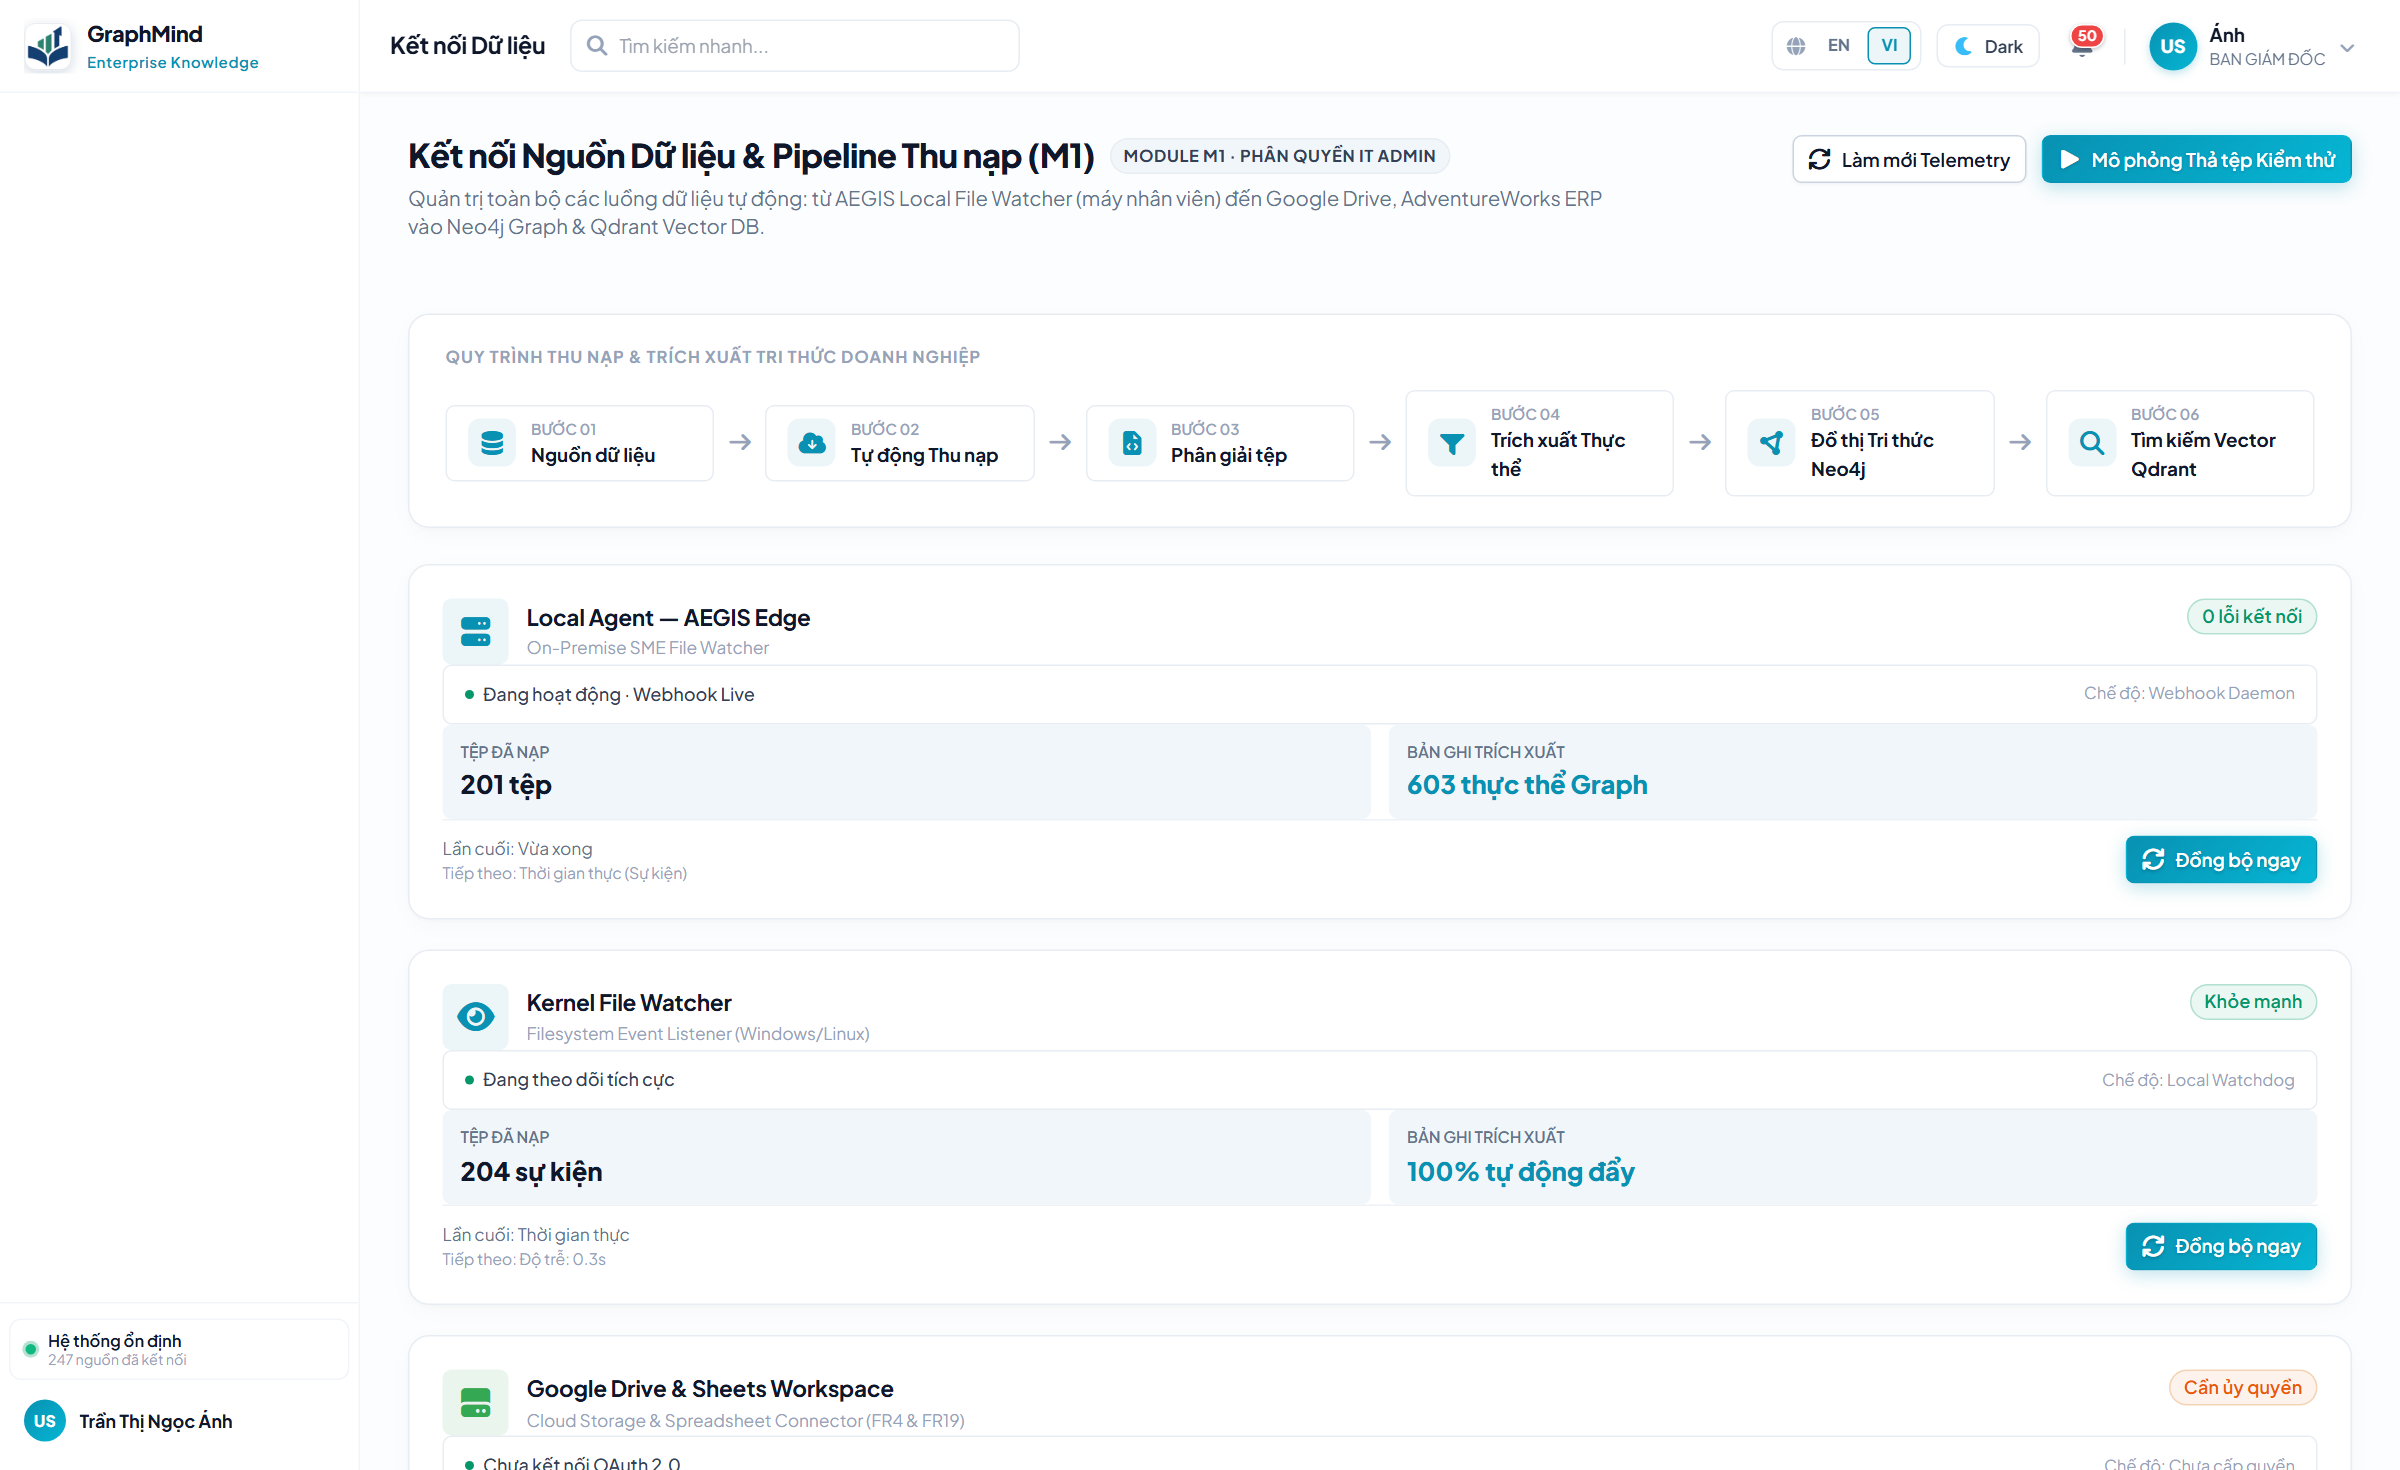 GraphMind
Enterprise Knowledge
Kết nối Dữ liệu
Tìm kiếm nhanh...
EN
VI
Dark
50
US
Ánh
BAN GIÁM ĐỐC
Kết nối Nguồn Dữ liệu & Pipeline Thu nạp (M1)
MODULE M1 · PHÂN QUYỀN IT ADMIN
Quản trị toàn bộ các luồng dữ liệu tự động: từ AEGIS Local File Watcher (máy nhân viên) đến Google Drive, AdventureWorks ERP
vào Neo4j Graph & Qdrant Vector DB.
Làm mới Telemetry
Mô phỏng Thả tệp Kiểm thử
QUY TRÌNH THU NẠP & TRÍCH XUẤT TRI THỨC DOANH NGHIỆP
BƯỚC 01
Nguồn dữ liệu
BƯỚC 02
Tự động Thu nạp
BƯỚC 03
Phân giải tệp
BƯỚC 04
Trích xuất Thực
thể
BƯỚC 05
Đồ thị Tri thức
Neo4j
BƯỚC 06
Tìm kiếm Vector
Qdrant
Local Agent — AEGIS Edge
On-Premise SME File Watcher
0 lỗi kết nối
Đang hoạt động · Webhook Live
Chế độ: Webhook Daemon
TỆP ĐÃ NẠP
201 tệp
BẢN GHI TRÍCH XUẤT
603 thực thể Graph
Lần cuối: Vừa xong
Tiếp theo: Thời gian thực (Sự kiện)
Đồng bộ ngay
Kernel File Watcher
Filesystem Event Listener (Windows/Linux)
Khỏe mạnh
Đang theo dõi tích cực
Chế độ: Local Watchdog
TỆP ĐÃ NẠP
204 sự kiện
BẢN GHI TRÍCH XUẤT
100% tự động đẩy
Lần cuối: Thời gian thực
Tiếp theo: Độ trễ: 0.3s
Đồng bộ ngay
Google Drive & Sheets Workspace
Cloud Storage & Spreadsheet Connector (FR4 & FR19)
Cần ủy quyền
Chưa kết nối OAuth 2.0
Chế độ: Chưa cấp quyền
Hệ thống ổn định
247 nguồn đã kết nối
US
Trần Thị Ngọc Ánh